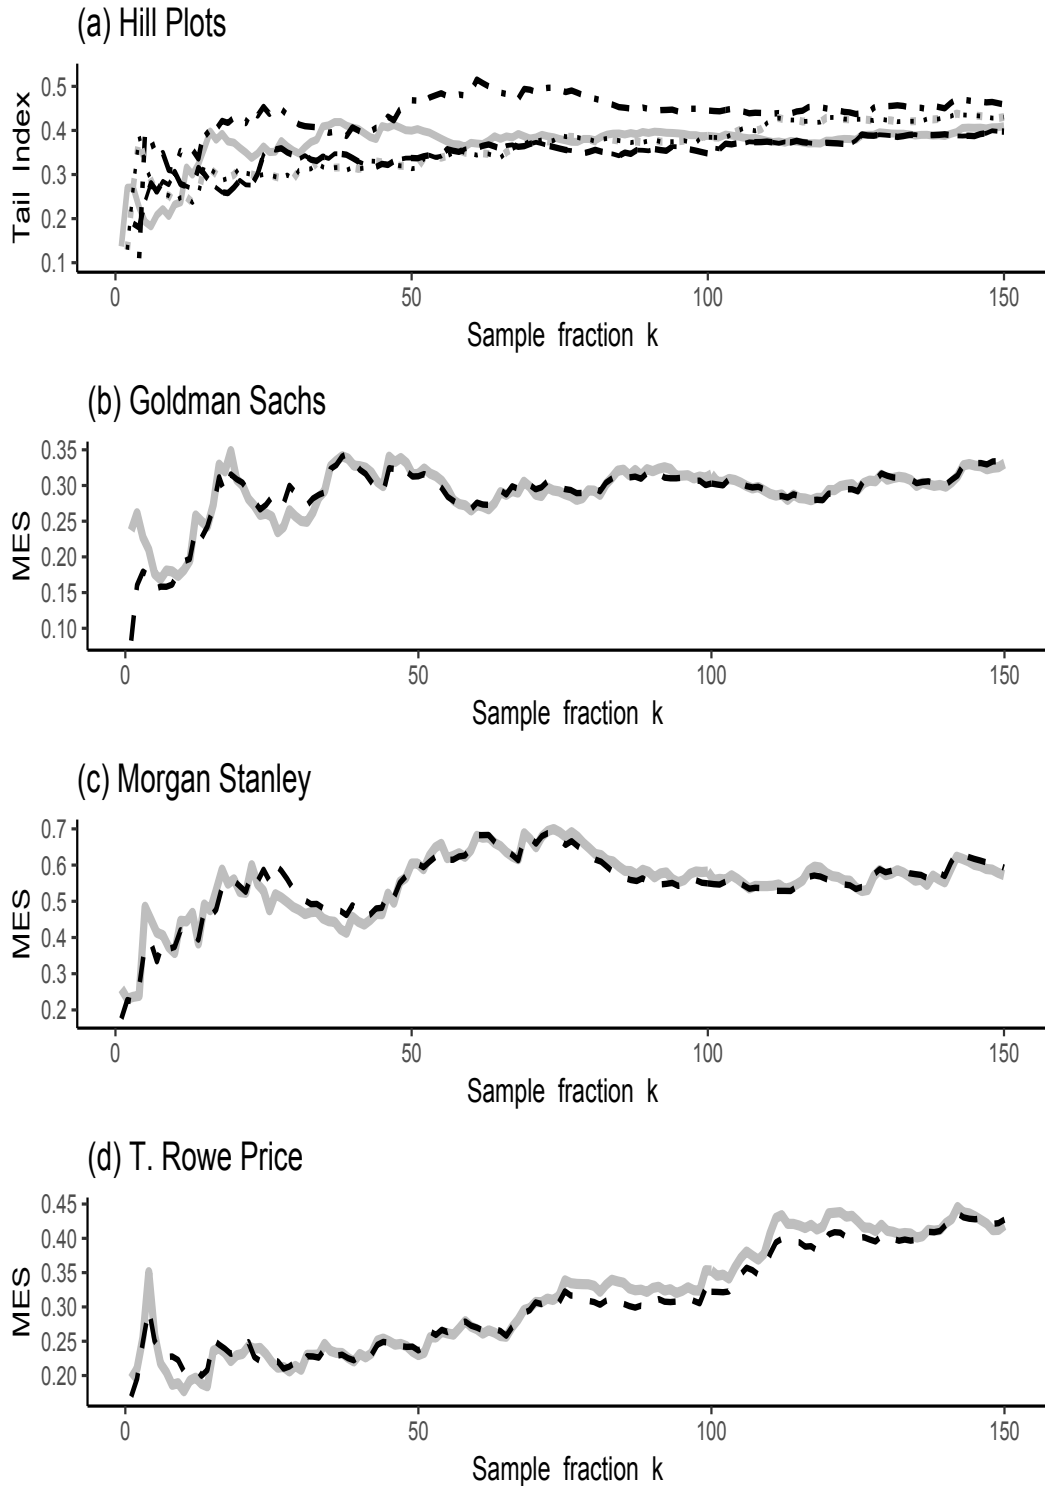 (a) Hill Plots
0.5
0.4
0.3
0.2
0.1
Tail Index
0 50 100 150
Sample fraction k
(b) Goldman Sachs
0.35
0.30
0.25
0.20
0.15
0.10
MES
0 50 100 150
Sample fraction k
(c) Morgan Stanley
0.7
0.6
0.5
0.4
0.3
0.2
MES
0 50 100 150
Sample fraction k
(d) T. Rowe Price
0.45
0.40
0.35
0.30
0.25
0.20
MES
0 50 100 150
Sample fraction k